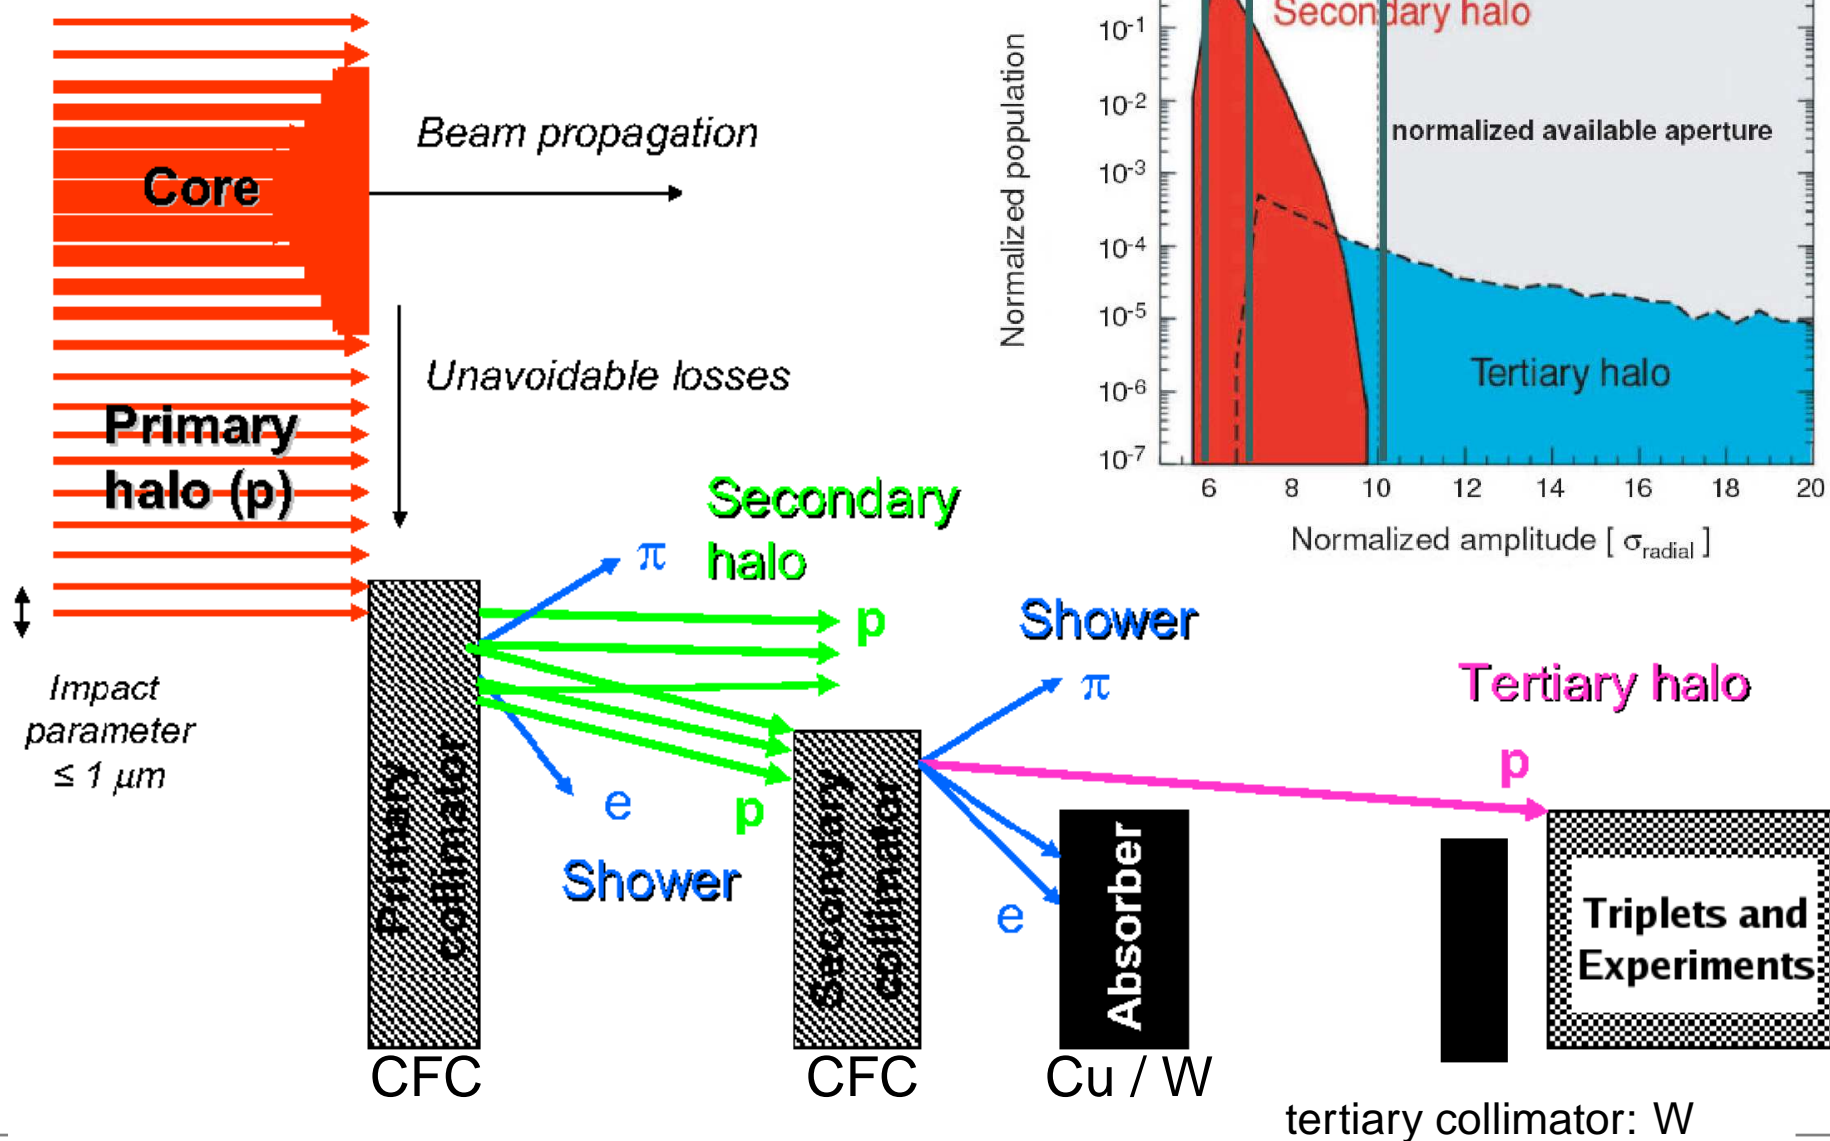 Core
Beam propagation
Unavoidable losses
Primary
halo (p)
Impact
parameter
≤ 1 μm
Primary
collimator
CFC
π
e
Shower
Secondary
halo
p
p
Secondary
collimator
CFC
Shower
π
e
Absorber
Cu / W
Tertiary halo
p
Triplets and
Experiments
tertiary collimator: W
Secondary halo
normalized available aperture
Tertiary halo
Normalized population
10-1
10-2
10-3
10-4
10-5
10-6
10-7
6 8 10 12 14 16 18 20
Normalized amplitude [ σradial ]